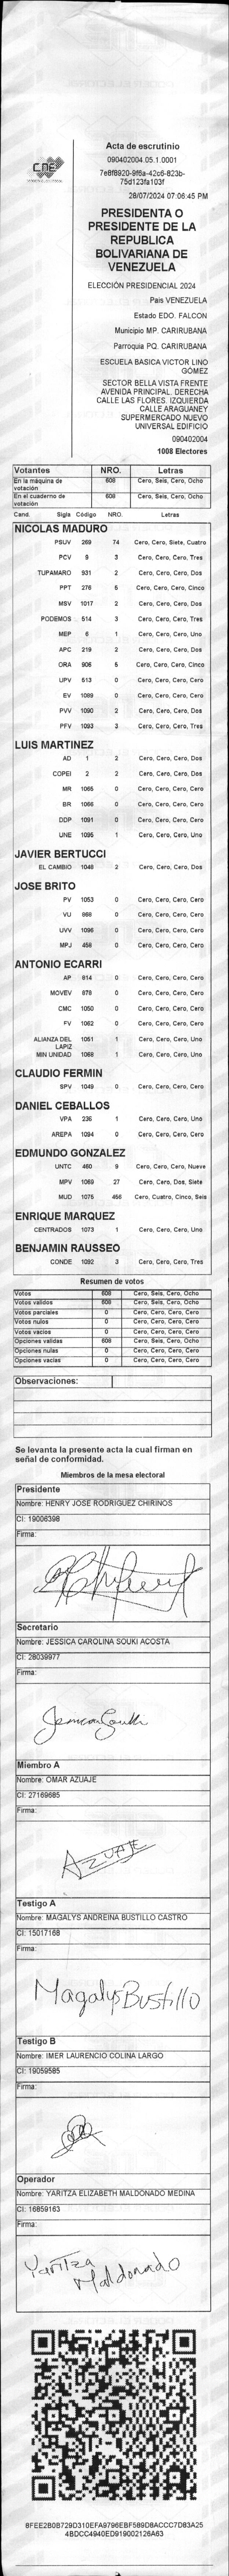 CNE
Acta de escrutinio
090402004.05.1.0001
7e8f8920-9f6a-42c6-823b-
75d123fa103f
28/07/2024 07:06:45 PM
PRESIDENTA O
PRESIDENTE DE LA
REPUBLICA
BOLIVARIANA DE
VENEZUELA
ELECCIÓN PRESIDENCIAL 2024
País VENEZUELA
Estado EDO. FALCON
Municipio MP. CARIRUBANA
Parroquia PQ. CARIRUBANA
ESCUELA BÁSICA VICTOR LINO
GÓMEZ
SECTOR BELLA VISTA FRENTE
AVENIDA PRINCIPAL. DERECHA
CALLE LAS FLORES. IZQUIERDA
CALLE ARAGUANEY
SUPERMERCADO NUEVO
UNIVERSAL EDIFICIO
090402004
1008 Electores
Votantes NRO. Letras
En la máquina de votación 608 Cero, Seis, Cero, Ocho
En el cuaderno de votación 608 Cero, Seis, Cero, Ocho
Cand. Sigla Código NRO. Letras
NICOLAS MADURO
PSUV 269 74 Cero, Cero, Siete, Cuatro
PCV 9 3 Cero, Cero, Cero, Tres
TUPAMARO 931 2 Cero, Cero, Cero, Dos
PPT 276 5 Cero, Cero, Cero, Cinco
MSV 1017 2 Cero, Cero, Cero, Dos
PODEMOS 514 3 Cero, Cero, Cero, Tres
MEP 6 1 Cero, Cero, Cero, Uno
APC 219 2 Cero, Cero, Cero, Dos
ORA 906 5 Cero, Cero, Cero, Cinco
UPV 513 0 Cero, Cero, Cero, Cero
EV 1089 0 Cero, Cero, Cero, Cero
PVV 1090 2 Cero, Cero, Cero, Dos
PFV 1093 3 Cero, Cero, Cero, Tres
LUIS MARTINEZ
AD 1 2 Cero, Cero, Cero, Dos
COPEI 2 2 Cero, Cero, Cero, Dos
MR 1065 0 Cero, Cero, Cero, Cero
BR 1066 0 Cero, Cero, Cero, Cero
DDP 1091 0 Cero, Cero, Cero, Cero
UNE 1095 1 Cero, Cero, Cero, Uno
JAVIER BERTUCCI
EL CAMBIO 1048 2 Cero, Cero, Cero, Dos
JOSE BRITO
PV 1053 0 Cero, Cero, Cero, Cero
VU 868 0 Cero, Cero, Cero, Cero
UVV 1096 0 Cero, Cero, Cero, Cero
MPJ 458 0 Cero, Cero, Cero, Cero
ANTONIO ECARRI
AP 814 0 Cero, Cero, Cero, Cero
MOVEV 879 0 Cero, Cero, Cero, Cero
CMC 1050 0 Cero, Cero, Cero, Cero
FV 1062 0 Cero, Cero, Cero, Cero
ALIANZA DEL LAPIZ 1051 1 Cero, Cero, Cero, Uno
MIN UNIDAD 1068 1 Cero, Cero, Cero, Uno
CLAUDIO FERMIN
SPV 1049 0 Cero, Cero, Cero, Cero
DANIEL CEBALLOS
VPA 236 1 Cero, Cero, Cero, Uno
AREPA 1094 0 Cero, Cero, Cero, Cero
EDMUNDO GONZALEZ
UNTC 460 9 Cero, Cero, Cero, Nueve
MPV 1069 27 Cero, Cero, Dos, Siete
MUD 1075 456 Cero, Cuatro, Cinco, Seis
ENRIQUE MARQUEZ
CENTRADOS 1073 1 Cero, Cero, Cero, Uno
BENJAMIN RAUSSEO
CONDE 1092 3 Cero, Cero, Cero, Tres
Resumen de votos
Votos 608 Cero, Seis, Cero, Ocho
Votos validos 608 Cero, Seis, Cero, Ocho
Votos parciales 0 Cero, Cero, Cero, Cero
Votos nulos 0 Cero, Cero, Cero, Cero
Votos vacíos 0 Cero, Cero, Cero, Cero
Opciones validas 608 Cero, Seis, Cero, Ocho
Opciones nulas 0 Cero, Cero, Cero, Cero
Opciones vacías 0 Cero, Cero, Cero, Cero
Observaciones:
Se levanta la presente acta la cual firman en
señal de conformidad.
Miembros de la mesa electoral
Presidente
Nombre: HENRY JOSE RODRIGUEZ CHIRINOS
CI: 19006398
Firma:
Secretario
Nombre: JESSICA CAROLINA SOUKI ACOSTA
CI: 28039977
Firma:
Miembro A
Nombre: OMAR AZUAJE
CI: 27169685
Firma:
AZUAJE
Testigo A
Nombre: MAGALYS ANDREINA BUSTILLO CASTRO
CI: 15017168
Firma:
Magalys Bustillo
Testigo B
Nombre: IMER LAURENCIO COLINA LARGO
CI: 19059585
Firma:
Operador
Nombre: YARITZA ELIZABETH MALDONADO MEDINA
CI: 16859163
Firma:
Yaritza
Maldonado
8FEE2B0B729D310EFA9796EBF589D8ACCC7D83A25
4BDCC4940ED919002126A63